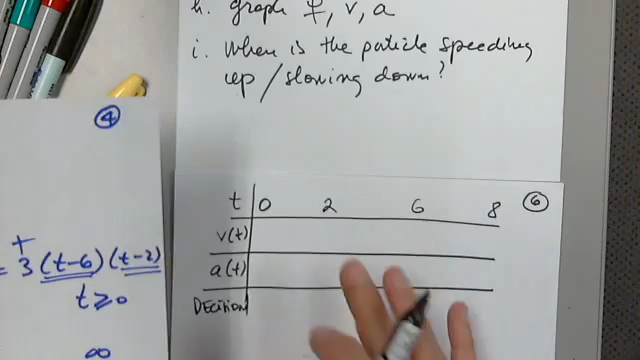 h. graph f, v, a
i. When is the particle speeding
up / slowing down?
④
= 3 (t-6)(t-2)
+
t ≥ 0
∞
⑥
t 0 2 6 8
v(t)
a(t)
DECISION